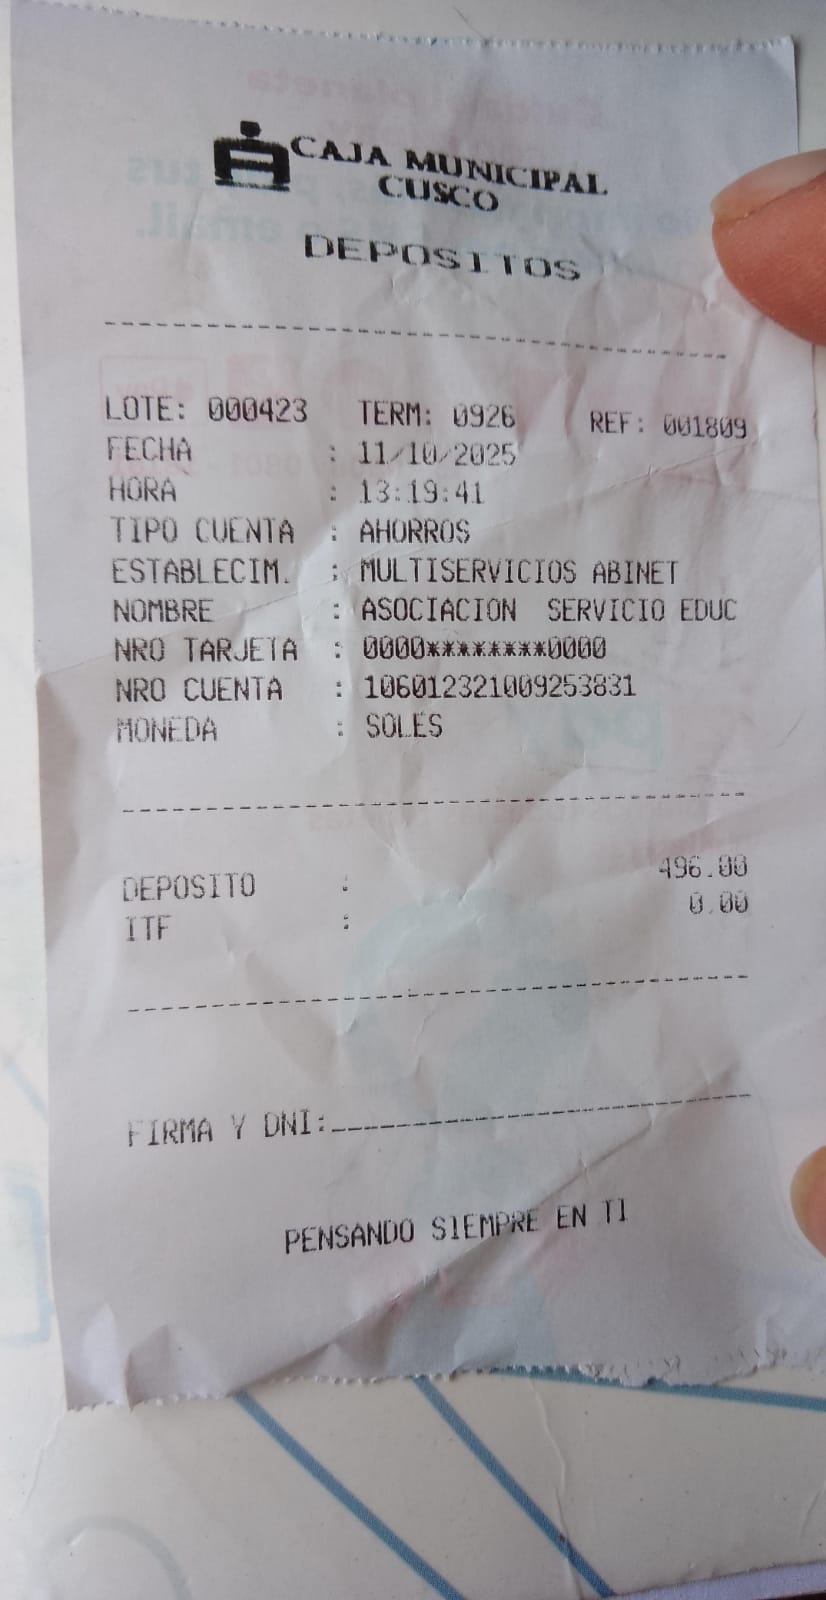 CAJA MUNICIPAL
CUSCO
DEPOSITOS
LOTE: 000423 TERM: 0926 REF: 001809
FECHA : 11/10/2025
HORA : 13:19:41
TIPO CUENTA : AHORROS
ESTABLECIM. : MULTISERVICIOS ABINET
NOMBRE : ASOCIACION SERVICIO EDUC
NRO TARJETA : 0000********0000
NRO CUENTA : 106012321009253831
MONEDA : SOLES
DEPOSITO : 496.00
ITF : 0.00
FIRMA Y DNI:
PENSANDO SIEMPRE EN TI